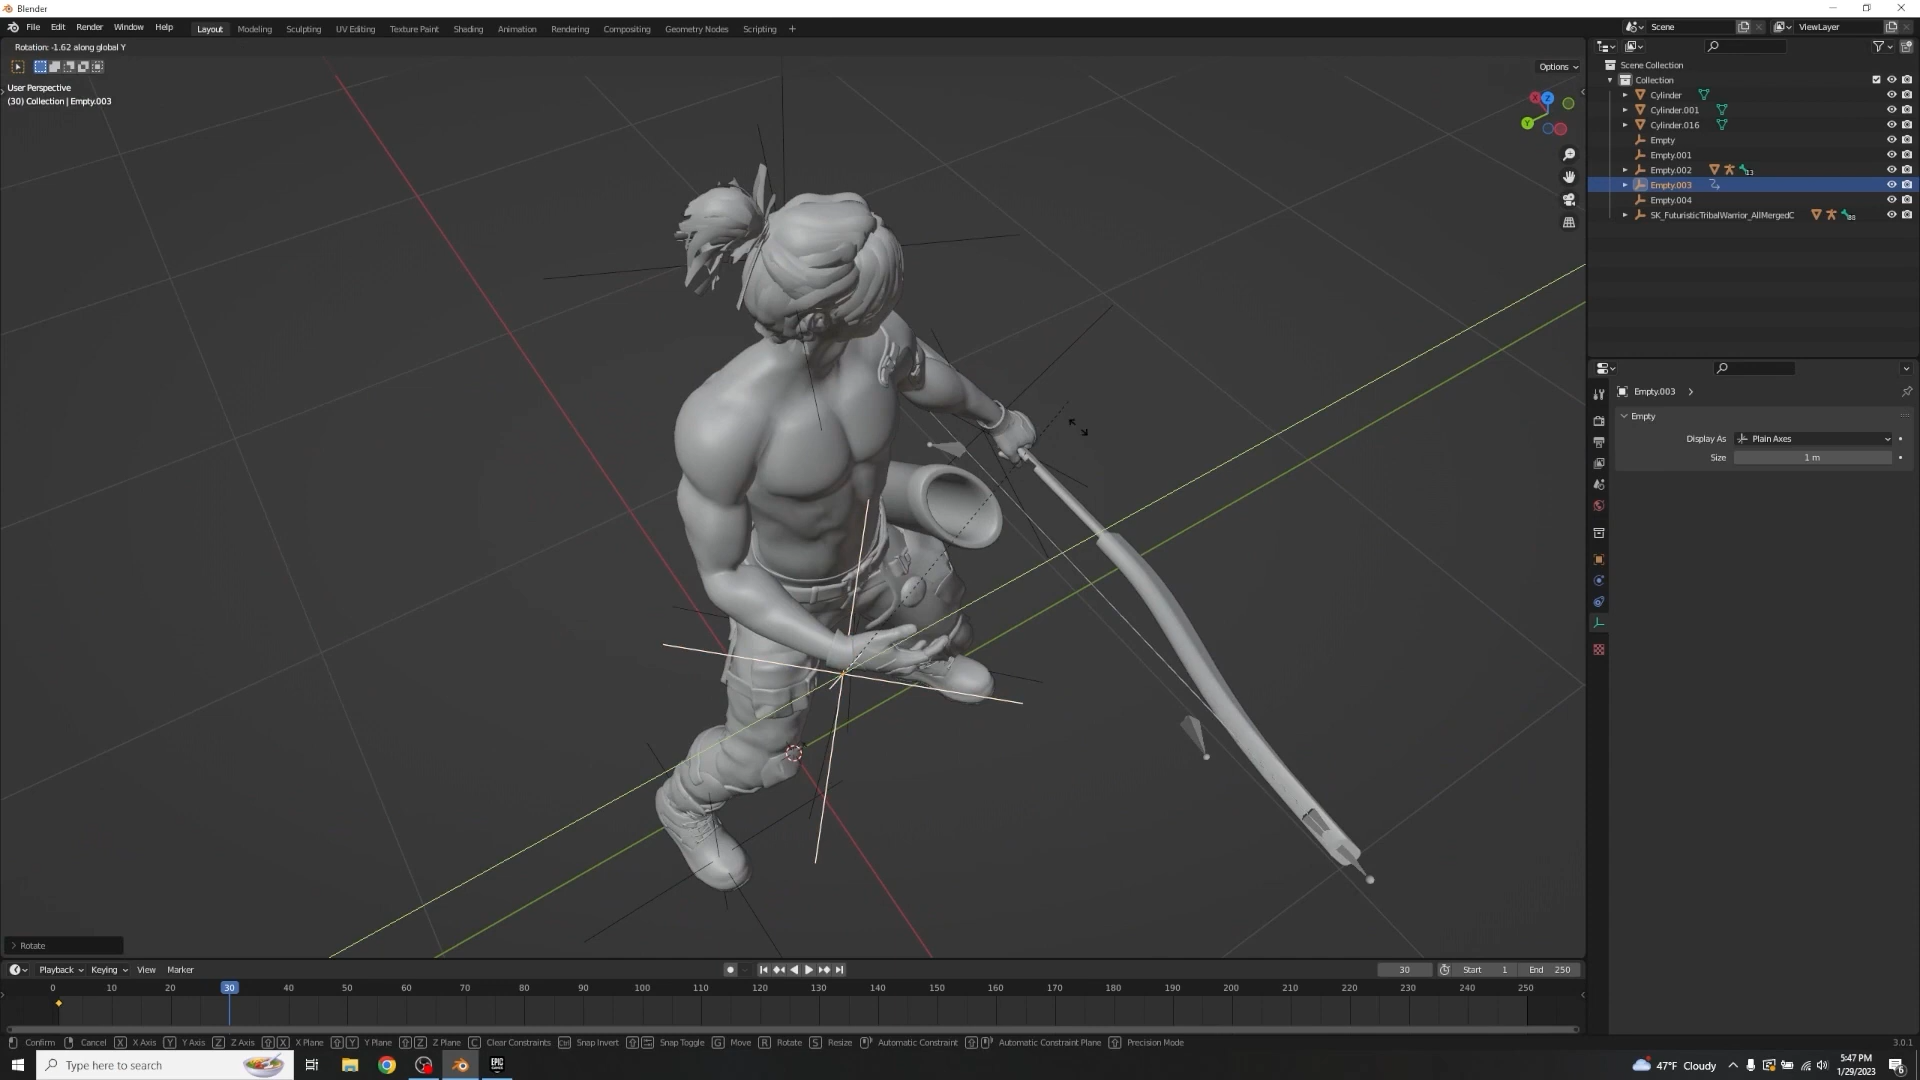 Blender
File Edit Render Window Help Layout Modeling Sculpting UV Editing Texture Paint Shading Animation Rendering Compositing Geometry Nodes Scripting + Scene ViewLayer
Rotation: -1.62 along global Y
Options
User Perspective
(30) Collection | Empty.003
X Z Y
Scene Collection
Collection
Cylinder
Cylinder.001
Cylinder.016
Empty
Empty.001
Empty.002 13
Empty.003
Empty.004
SK_FuturisticTribalWarrior_AllMergedC 88
Empty.003
Empty
Display As Plain Axes
Size 1 m
Rotate
Playback Keying View Marker 30 Start 1 End 250
0 10 20 30 40 50 60 70 80 90 100 110 120 130 140 150 160 170 180 190 200 210 220 230 240 250
Confirm Cancel X X Axis Y Y Axis Z Z Axis X X Plane Y Y Plane Z Z Plane C Clear Constraints Ctrl Snap Invert Snap Toggle G Move R Rotate S Resize Automatic Constraint Automatic Constraint Plane Precision Mode 3.0.1
Type here to search EPIC GAMES 47°F Cloudy 5:47 PM
1/29/2023 6